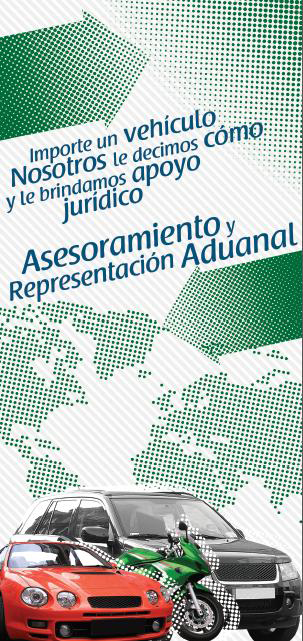 Importe un vehículo
Nosotros le decimos cómo
y le brindamos apoyo
jurídico
Asesoramiento y
Representación Aduanal